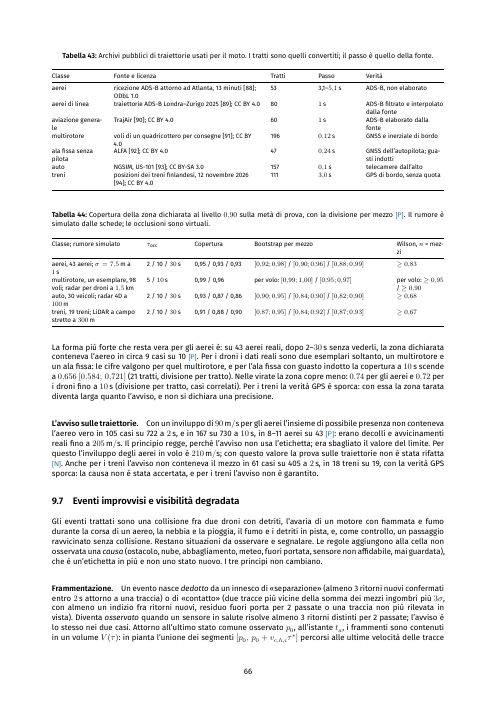 Tabella 43: Archivi pubblici di traiettorie usati per il moto. I tratti sono quelli convertiti; il passo è quello della fonte.
Classe Fonte e licenza Tratti Passo Verità
aerei ricezione ADS-B attorno ad Atlanta, 13 minuti [88]; ODbL 1.0 53 3,1–5,1 s ADS-B, non elaborato
aerei di linea traiettorie ADS-B Londra-Zurigo 2025 [89]; CC BY 4.0 80 1 s ADS-B filtrato e interpolato dalla fonte
aviazione generale TrajAir [90]; CC BY 4.0 60 1 s ADS-B elaborato dalla fonte
multirotore voli di un quadricottero per consegne [91]; CC BY 4.0 196 0,12 s GNSS e inerziale di bordo
ala fissa senza pilota ALFA [92]; CC BY 4.0 47 0,24 s GNSS dell'autopilota; guasti indotti
auto NGSIM, US-101 [93]; CC BY-SA 3.0 157 0,1 s telecamere dall'alto
treni posizioni dei treni finlandesi, 12 novembre 2026 [94]; CC BY 4.0 111 3,0 s GPS di bordo, senza quota
Tabella 44: Copertura della zona dichiarata al livello 0.90 sulla metà di prova, con la divisione per mezzo [P]. Il rumore è
simulato dalle schede; le occlusioni sono virtuali.
Classe; rumore simulato τocc Copertura Bootstrap per mezzo Wilson, n = mezzi
aerei, 43 aerei; σ = 7,5 m a 1 s 2 / 10 / 30 s 0,95 / 0,93 / 0,93 [0,92; 0,98] / [0,90; 0,96] / [0,88; 0,99] ≥ 0,83
multirotore, un esemplare, 98 voli; radar per droni a 1,5 km 5 / 10 s 0,99 / 0,96 per volo: [0,99; 1,00] / [0,95; 0,97] per volo: ≥ 0,95 / ≥ 0,90
auto, 30 veicoli; radar 4D a 100 m 2 / 10 / 30 s 0,93 / 0,87 / 0,86 [0,90; 0,95] / [0,84; 0,90] / [0,82; 0,90] ≥ 0,68
treni, 19 treni; LiDAR a campo stretto a 300 m 2 / 10 / 30 s 0,91 / 0,88 / 0,90 [0,87; 0,95] / [0,84; 0,92] / [0,87; 0,93] ≥ 0,67
La forma più forte che resta vera per gli aerei è: su 43 aerei reali, dopo 2–30 s senza vederli, la zona dichiarata
conteneva l'aereo in circa 9 casi su 10 [P]. Per i droni i dati reali sono due esemplari soltanto, un multirotore e
un ala fissa: le cifre valgono per quel multirotore, e per l'ala fissa con guasto indotto la copertura a 10 s scende
a 0,656 [0,584; 0,721] (21 tratti, divisione per tratto). Nelle virate la zona copre meno: 0,74 per gli aerei e 0,72 per
i droni fino a 10 s (divisione per tratto, casi correlati). Per i treni la verità GPS è sporca: con essa la zona tarata
diventa larga quanto l'avviso, e non si dichiara una precisione.
L'avviso sulle traiettorie. Con un inviluppo di 90 m/s per gli aerei l'insieme di possibile presenza non conteneva
l'aereo vero in 105 casi su 722 a 2 s, e in 167 su 730 a 10 s, in 8–11 aerei su 43 [P]: erano decolli e avvicinamenti
reali fino a 205 m/s. Il principio regge, perché l'avviso non usa l'etichetta; era sbagliato il valore del limite. Per
questo l'inviluppo degli aerei in volo è 210 m/s; con questo valore la prova sulle traiettorie non è stata rifatta
[N]. Anche per i treni l'avviso non conteneva il mezzo in 61 casi su 405 a 2 s, in 18 treni su 19, con la verità GPS
sporca: la causa non è stata accertata, e per i treni l'avviso non è garantito.
9.7 Eventi improvvisi e visibilità degradata
Gli eventi trattati sono una collisione fra due droni con detriti, l'avaria di un motore con fiammata e fumo
durante la corsa di un aereo, la nebbia e la pioggia, il fumo e i detriti in pista, e, come controllo, un passaggio
ravvicinato senza collisione. Restano situazioni da osservare e segnalare. Le regole aggiungono alla cella non
osservata una causa (ostacolo, nube, abbagliamento, meteo, fuori portata, sensore non affidabile, mai guardata),
che è un'etichetta in più e non uno stato nuovo. I tre principi non cambiano.
Frammentazione. Un evento nasce dedotto da un innesco di «separazione» (almeno 3 ritorni nuovi confermati
entro 2 s attorno a una traccia) o di «contatto» (due tracce più vicine della somma dei mezzi ingombri più 3σ,
con almeno un indizio fra ritorni nuovi, residuo fuori porta per 2 passate o una traccia non più rilevata in
vista). Diventa osservato quando un sensore in salute risolve almeno 3 ritorni distinti per 2 passate; l'avviso è
lo stesso nei due casi. Attorno all'ultimo stato comune osservato p0, all'istante tu, i frammenti sono contenuti
in un volume V(τ): in pianta l'unione dei segmenti percorsi alle ultime velocità delle tracce
66